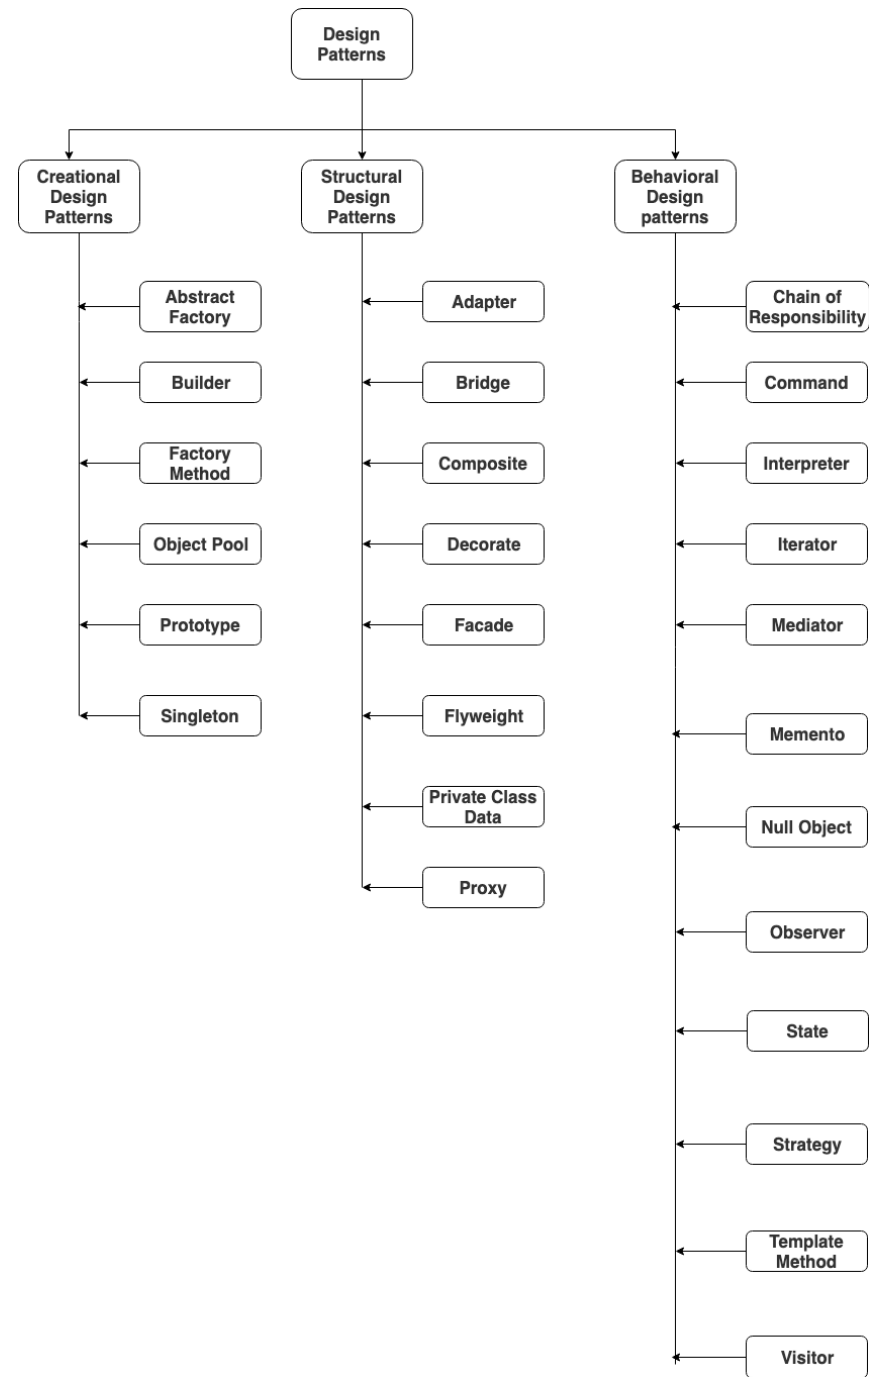 Design
Patterns
Creational
Design
Patterns
Structural
Design
Patterns
Behavioral
Design
patterns
Abstract
Factory
Builder
Factory
Method
Object Pool
Prototype
Singleton
Adapter
Bridge
Composite
Decorate
Facade
Flyweight
Private Class
Data
Proxy
Chain of
Responsibility
Command
Interpreter
Iterator
Mediator
Memento
Null Object
Observer
State
Strategy
Template
Method
Visitor